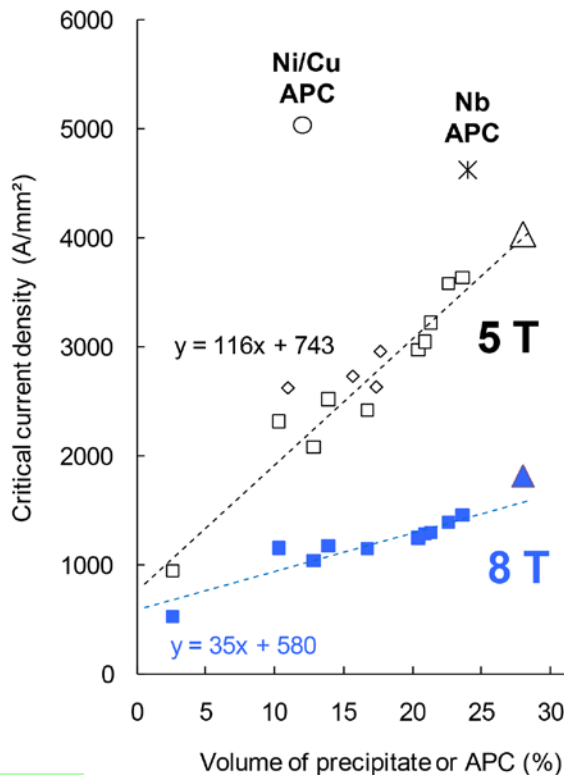 6000
5000
4000
3000
2000
1000
0
Critical current density (A/mm²)
Ni/Cu
APC
Nb
APC
y = 116x + 743
5 T
8 T
y = 35x + 580
0
5
10
15
20
25
30
Volume of precipitate or APC (%)